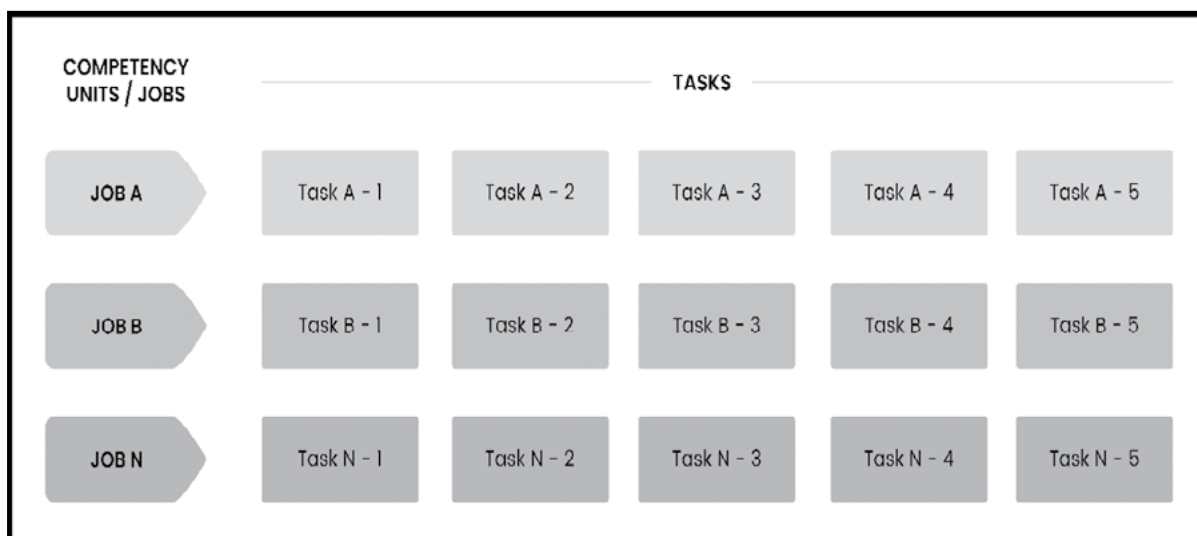 COMPETENCY
UNITS / JOBS
TASKS
JOB A
Task A - 1
Task A - 2
Task A - 3
Task A - 4
Task A - 5
JOB B
Task B - 1
Task B - 2
Task B - 3
Task B - 4
Task B - 5
JOB N
Task N - 1
Task N - 2
Task N - 3
Task N - 4
Task N - 5